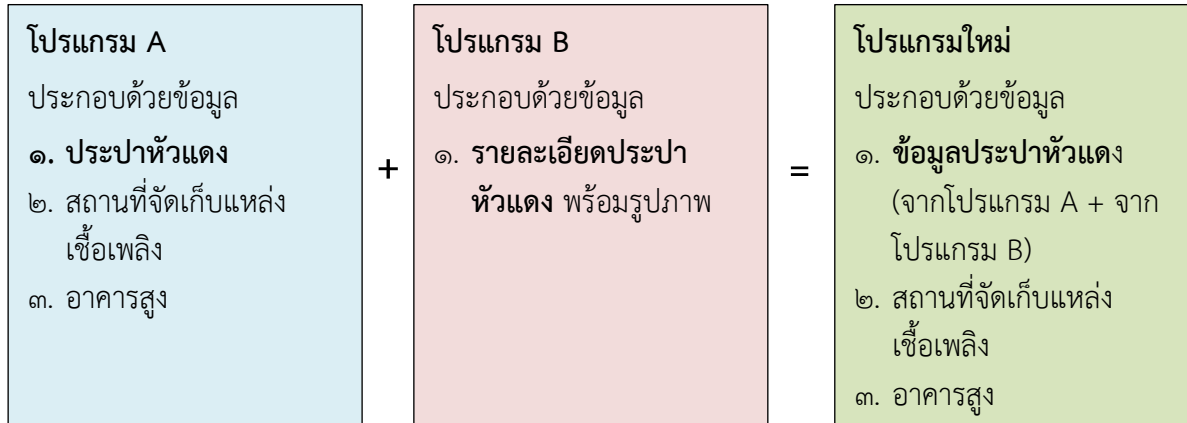 โปรแกรม A
ประกอบด้วยข้อมูล
๑. ประปาหัวแดง
๒. สถานที่จัดเก็บแหล่ง
เชื้อเพลิง
๓. อาคารสูง
+
โปรแกรม B
ประกอบด้วยข้อมูล
๑. รายละเอียดประปา
หัวแดง พร้อมรูปภาพ
=
โปรแกรมใหม่
ประกอบด้วยข้อมูล
๑. ข้อมูลประปาหัวแดง
(จากโปรแกรม A + จาก
โปรแกรม B)
๒. สถานที่จัดเก็บแหล่ง
เชื้อเพลิง
๓. อาคารสูง